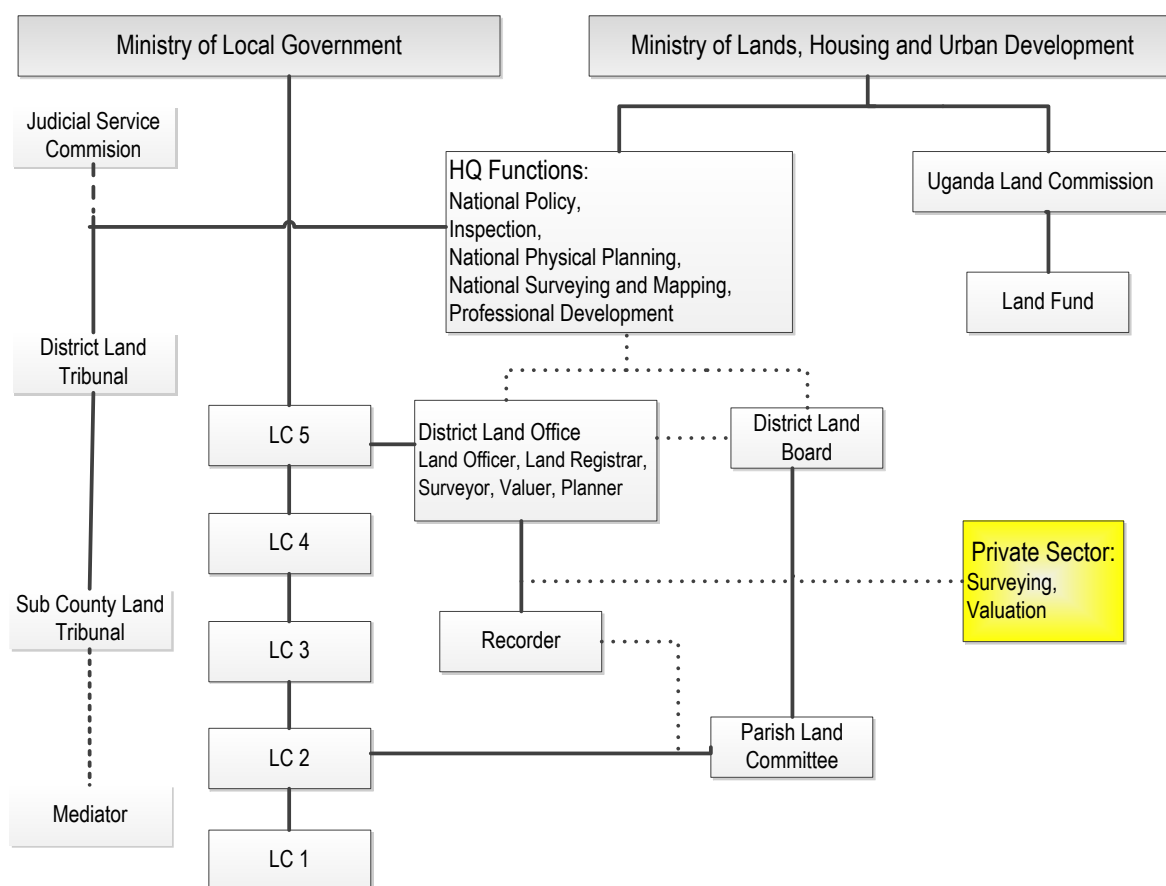 Ministry of Local Government
Ministry of Lands, Housing and Urban Development
Judicial Service
Commision
HQ Functions:
National Policy,
Inspection,
National Physical Planning,
National Surveying and Mapping,
Professional Development
Uganda Land Commission
Land Fund
District Land
Tribunal
LC 5
District Land Office
Land Officer, Land Registrar,
Surveyor, Valuer, Planner
District Land
Board
LC 4
Private Sector:
Surveying,
Valuation
Sub County Land
Tribunal
LC 3
Recorder
LC 2
Parish Land
Committee
Mediator
LC 1